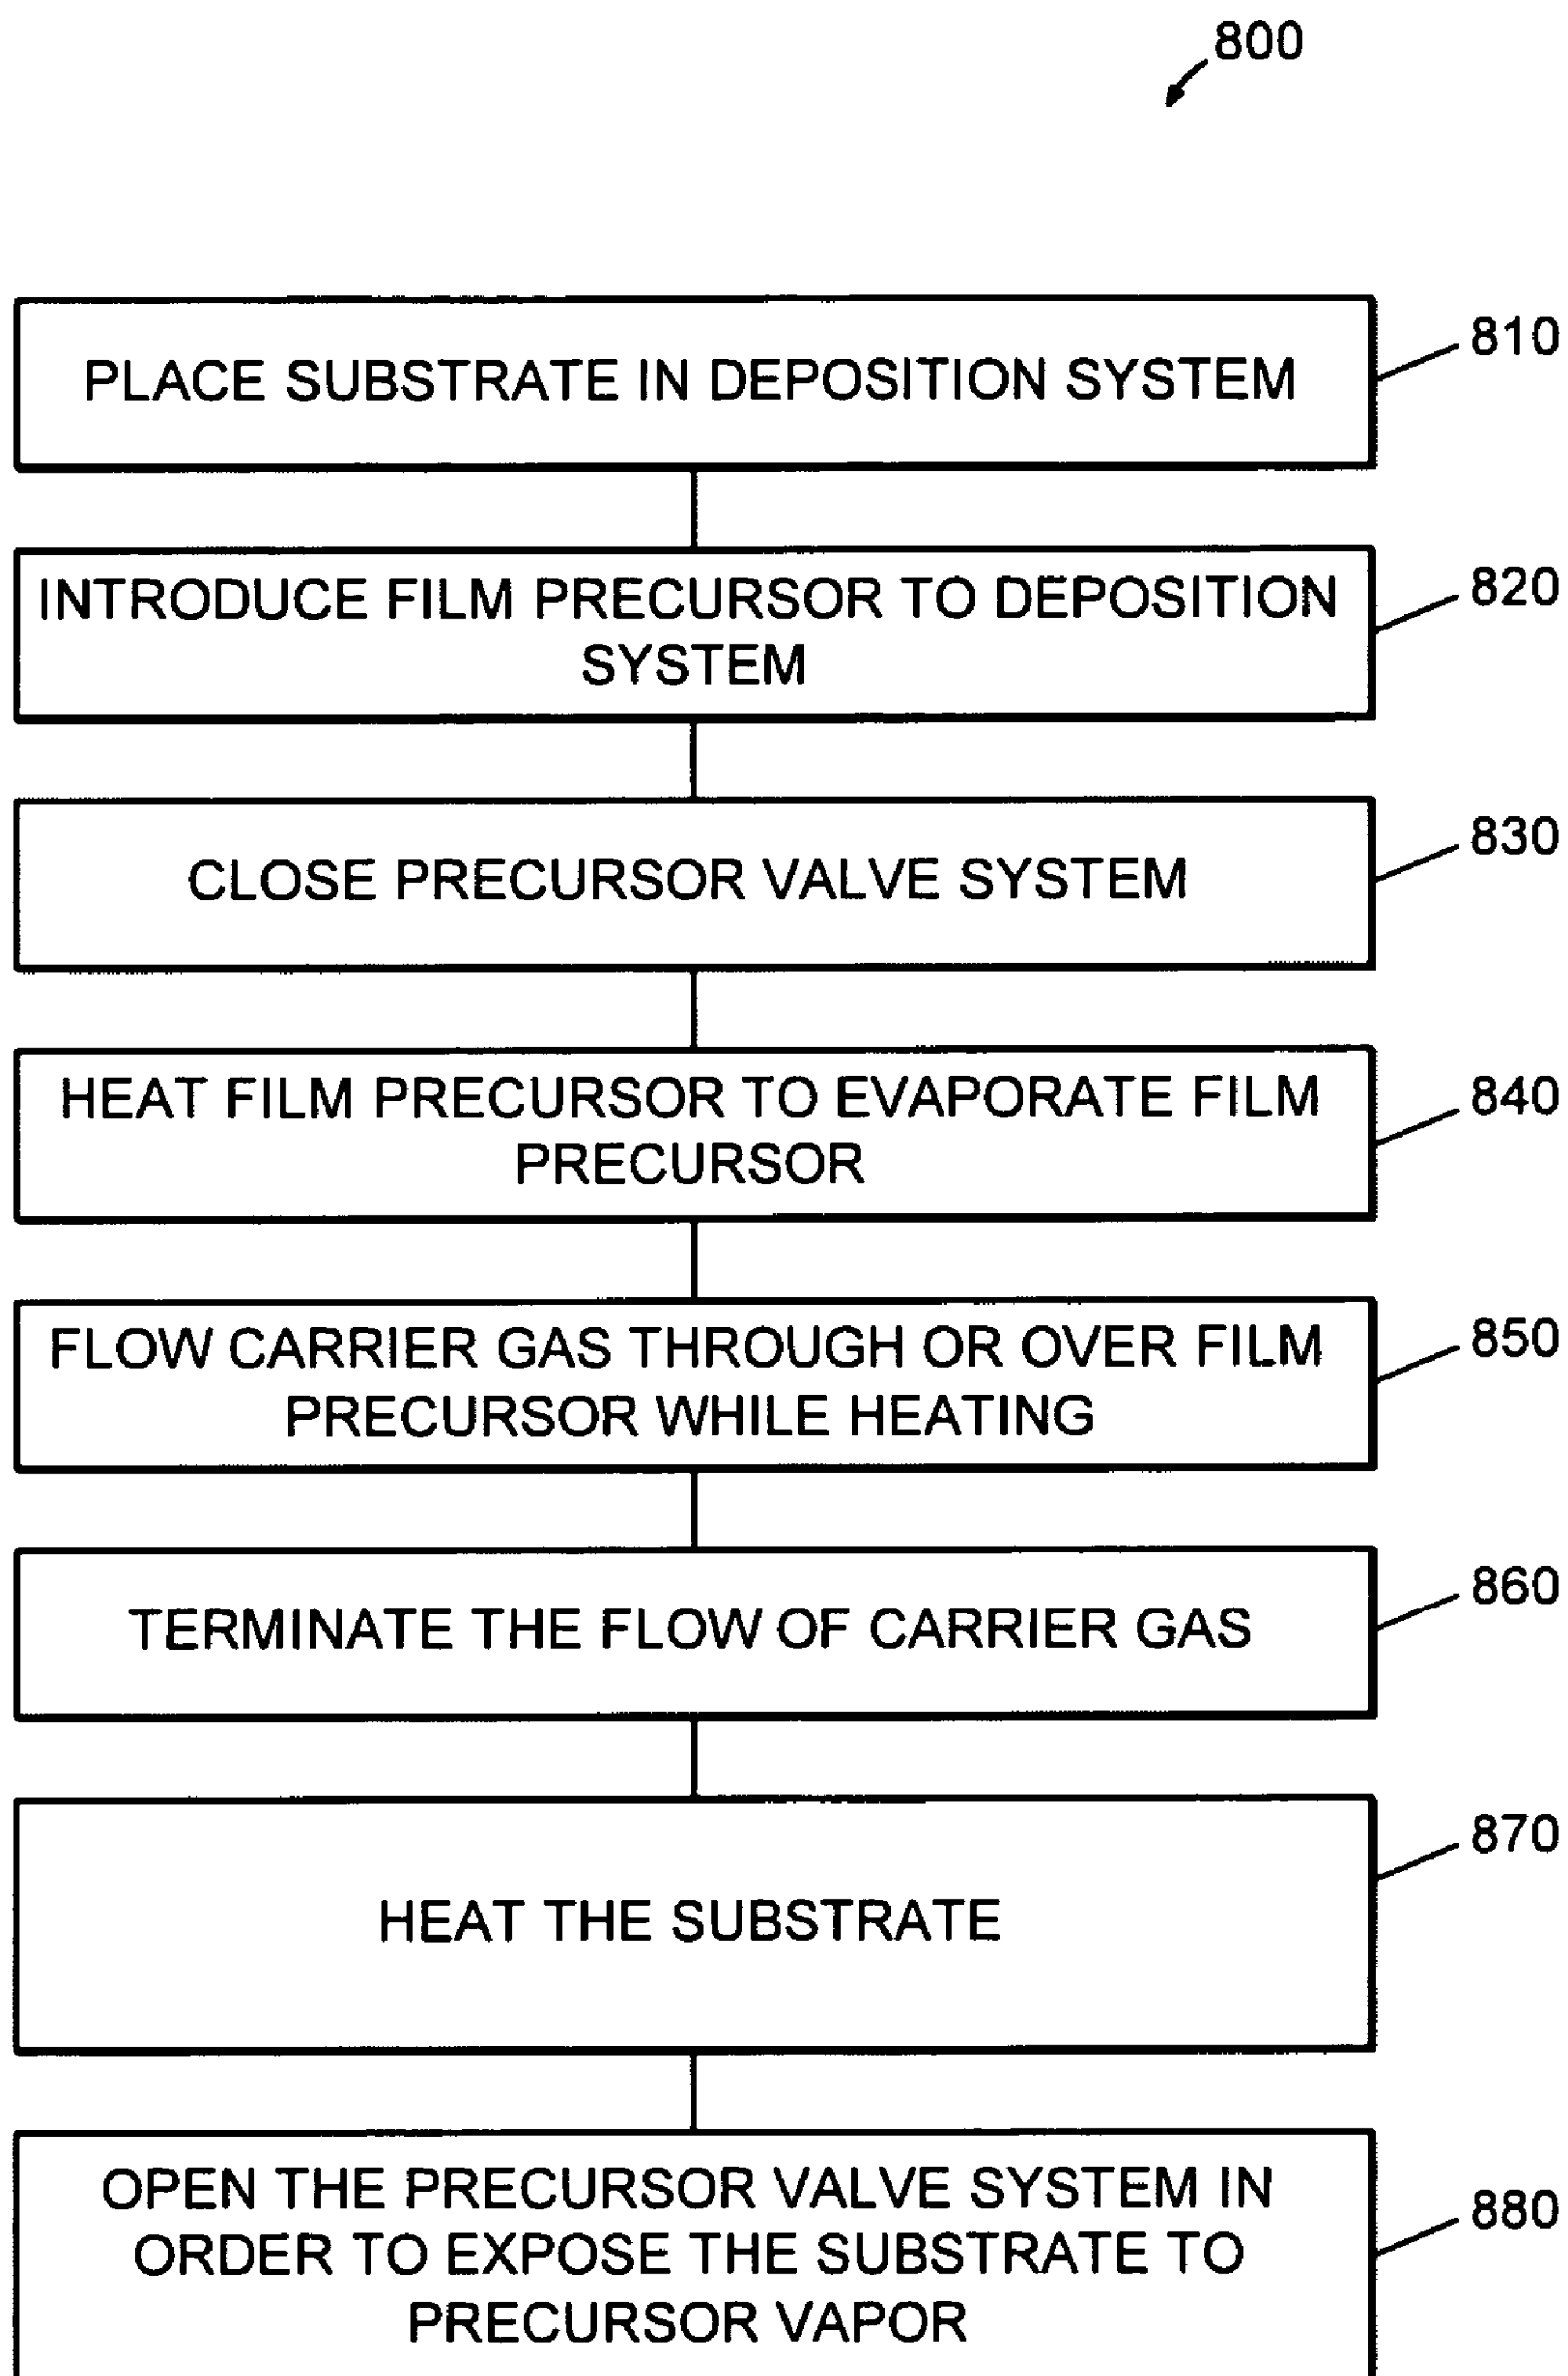 800
PLACE SUBSTRATE IN DEPOSITION SYSTEM
810
INTRODUCE FILM PRECURSOR TO DEPOSITION
SYSTEM
820
CLOSE PRECURSOR VALVE SYSTEM
830
HEAT FILM PRECURSOR TO EVAPORATE FILM
PRECURSOR
840
FLOW CARRIER GAS THROUGH OR OVER FILM
PRECURSOR WHILE HEATING
850
TERMINATE THE FLOW OF CARRIER GAS
860
HEAT THE SUBSTRATE
870
OPEN THE PRECURSOR VALVE SYSTEM IN
ORDER TO EXPOSE THE SUBSTRATE TO
PRECURSOR VAPOR
880